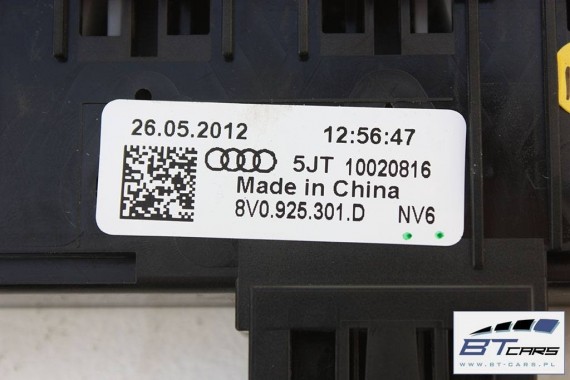 26.05.2012 12:56:47
5JT 10020816
Made in China
8V0.925.301.D NV6
BTCARS
WWW.BT-CARS.PL